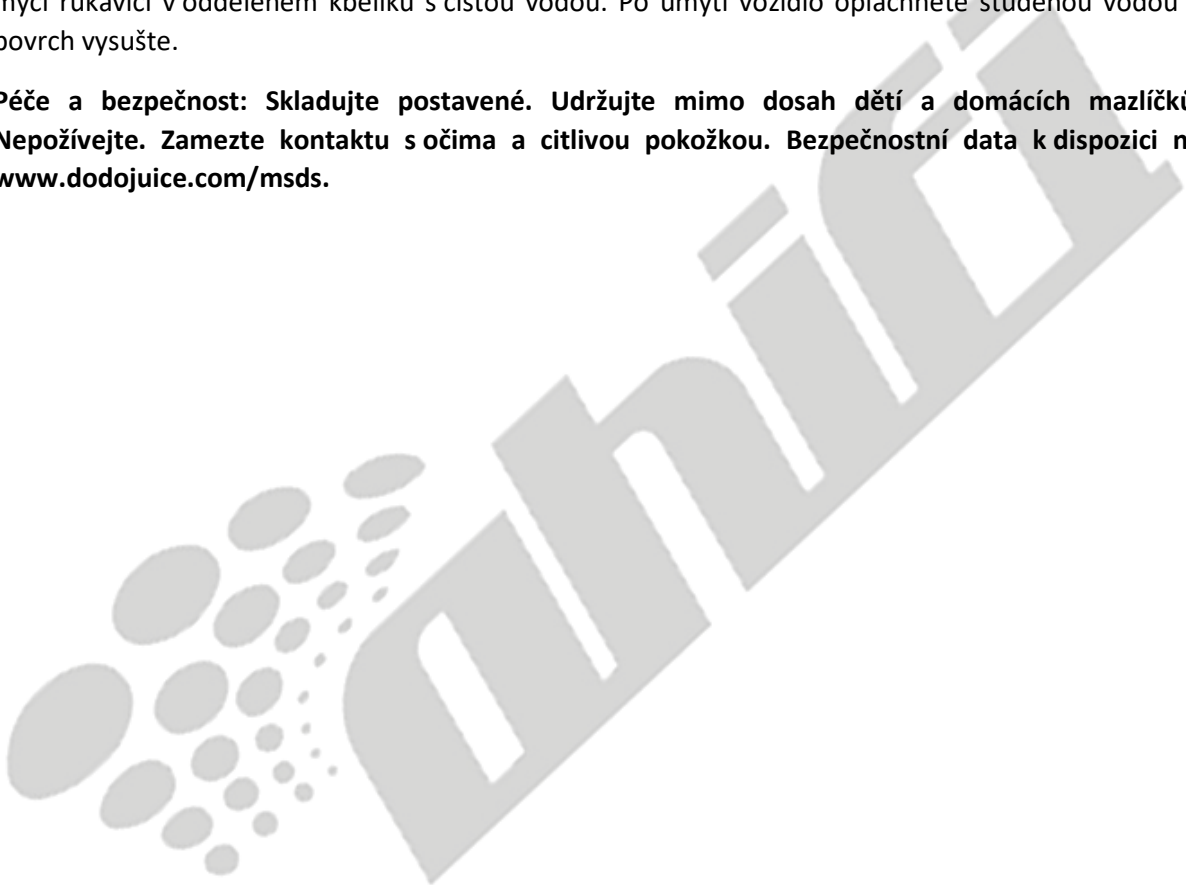 mycí rukavici v odděleném kbelíku s čistou vodou. Po umytí vozidlo opláchněte studenou vodou
povrch vysušte.
Péče a bezpečnost: Skladujte postavené. Udržujte mimo dosah dětí a domácích mazlíčků
Nepožívejte. Zamezte kontaktu s očima a citlivou pokožkou. Bezpečnostní data k dispozici n
www.dodojuice.com/msds.
ahifi